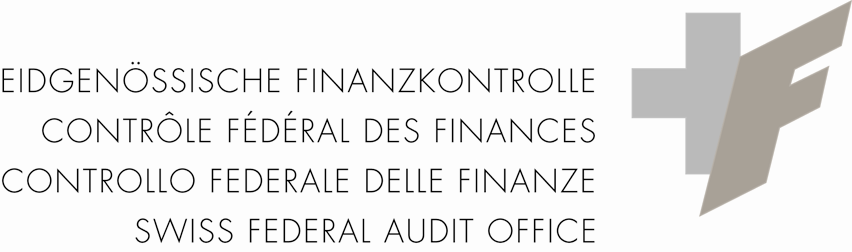 EIDGENÖSSISCHE FINANZKONTROLLE
CONTRÔLE FÉDÉRAL DES FINANCES
CONTROLLO FEDERALE DELLE FINANZE
SWISS FEDERAL AUDIT OFFICE
F